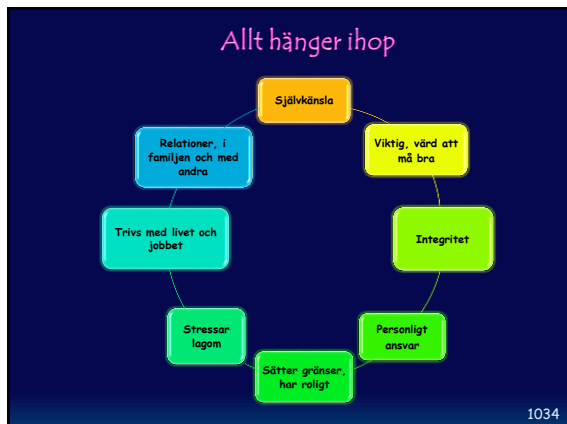 Allt hänger ihop
Självkänsla
Viktig, värd att
må bra
Integritet
Personligt
ansvar
Sätter gränser,
har roligt
Stressar
lagom
Trivs med livet och
jobbet
Relationer, i
familjen och med
andra
1034